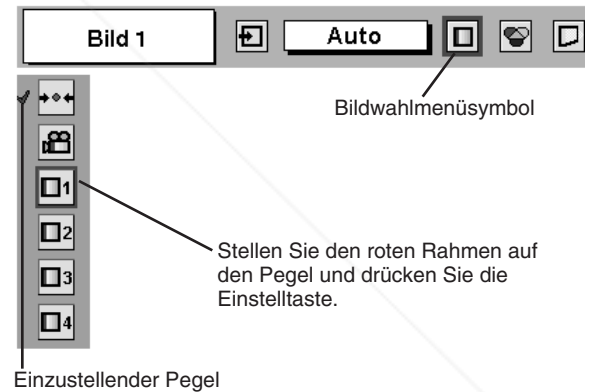 Bild 1
Auto
Bildwahlmenüsymbol
1
2
3
4
Stellen Sie den roten Rahmen auf
den Pegel und drücken Sie die
Einstelltaste.
Einzustellender Pegel